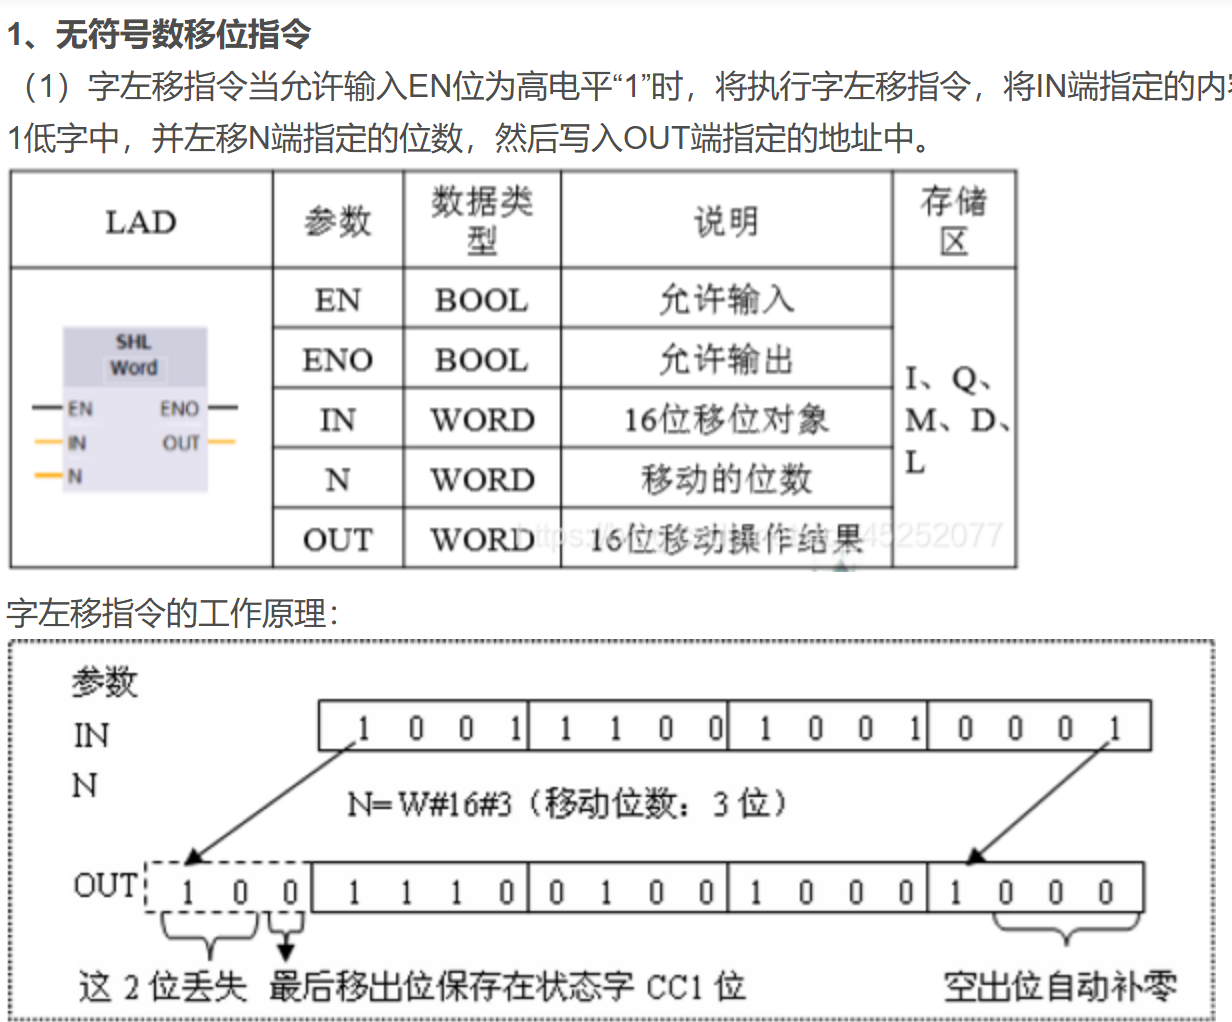 1、无符号数移位指令
（1）字左移指令当允许输入EN位为高电平“1”时，将执行字左移指令，将IN端指定的内
1低字中，并左移N端指定的位数，然后写入OUT端指定的地址中。
LAD 参数 数据类型 说明 存储区
SHL
Word
EN ENO
IN OUT
N
EN BOOL 允许输入
ENO BOOL 允许输出
IN WORD 16位移位对象
N WORD 移动的位数
OUT WORD 16位移动操作结果
I、Q、
M、D、
L
45252077
字左移指令的工作原理：
参数
IN 1 0 0 1 1 1 0 0 1 0 0 1 0 0 0 1
N N=W#16#3（移动位数：3 位）
OUT 1 0 0 1 1 1 0 0 1 0 0 1 0 0 0 1 0 0 0
这 2 位丢失 最后移出位保存在状态字 CC1 位 空出位自动补零